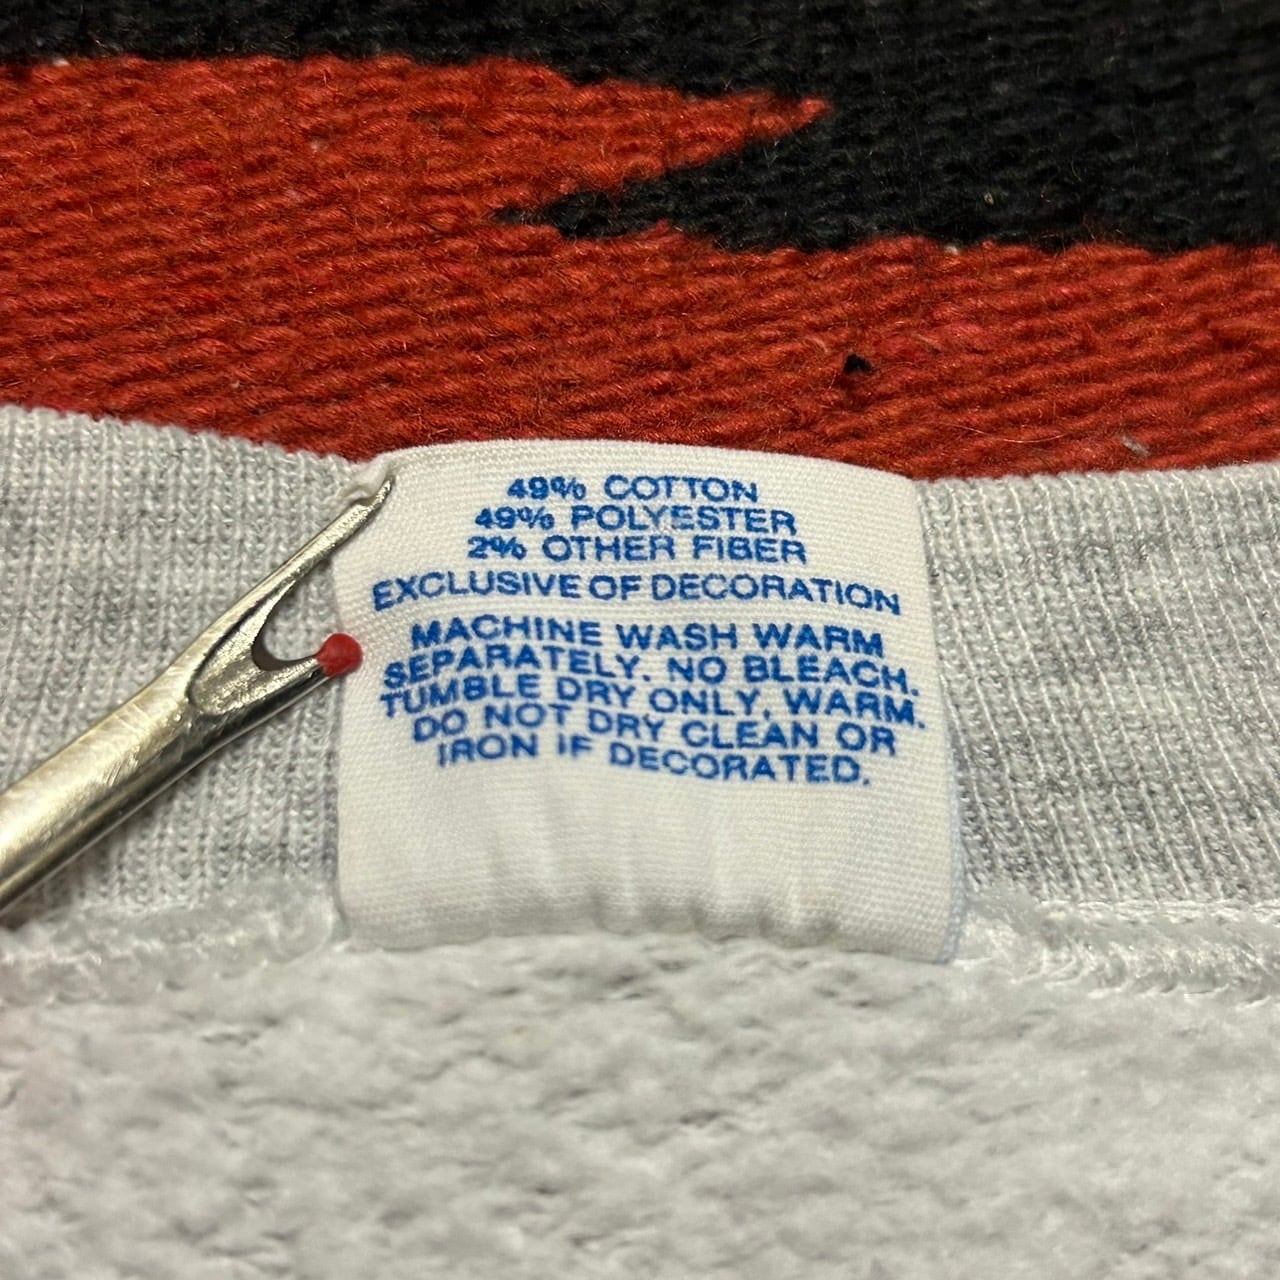 49% COTTON
49% POLYESTER
2% OTHER FIBER
EXCLUSIVE OF DECORATION
MACHINE WASH WARM
SEPARATELY. NO BLEACH.
TUMBLE DRY ONLY, WARM.
DO NOT DRY CLEAN OR
IRON IF DECORATED.